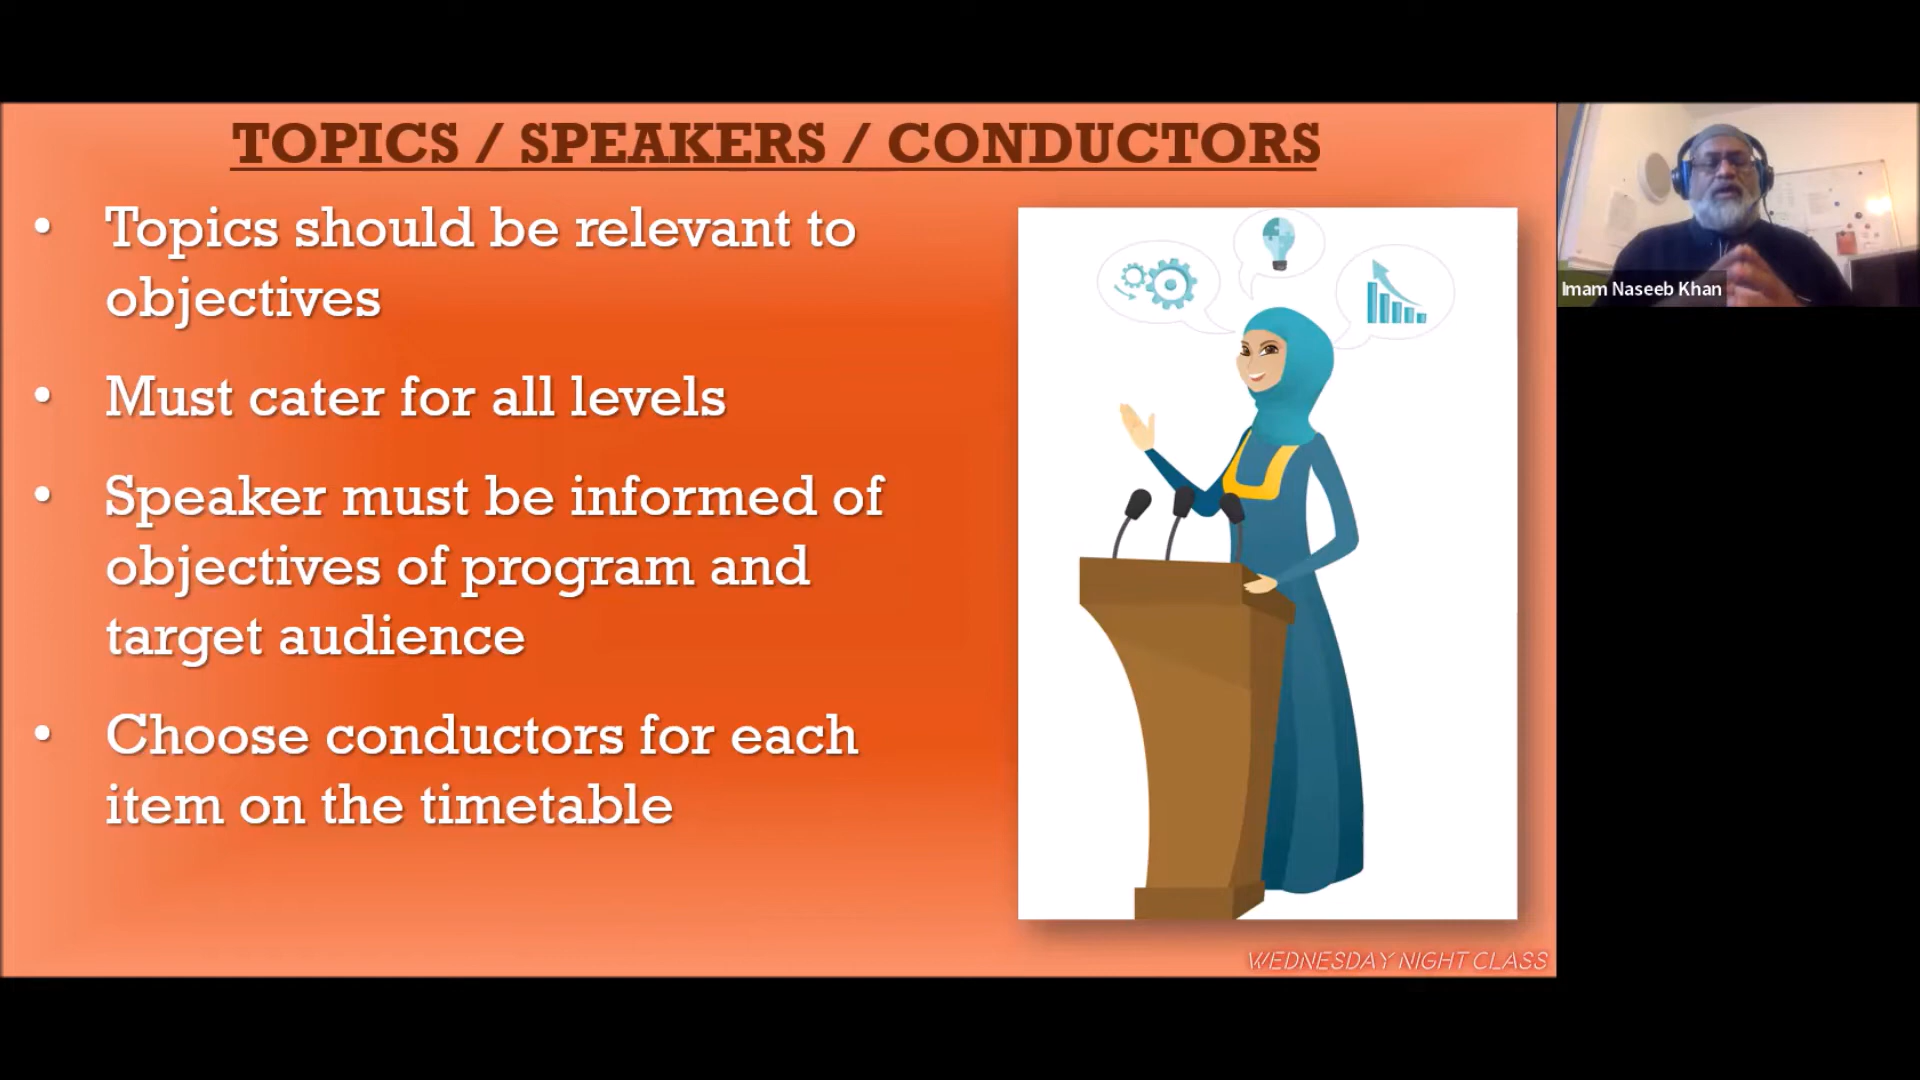 TOPICS / SPEAKERS / CONDUCTORS
• Topics should be relevant to
objectives
• Must cater for all levels
• Speaker must be informed of
objectives of program and
target audience
• Choose conductors for each
item on the timetable
WEDNESDAY NIGHT CLASS
Imam Naseeb Khan